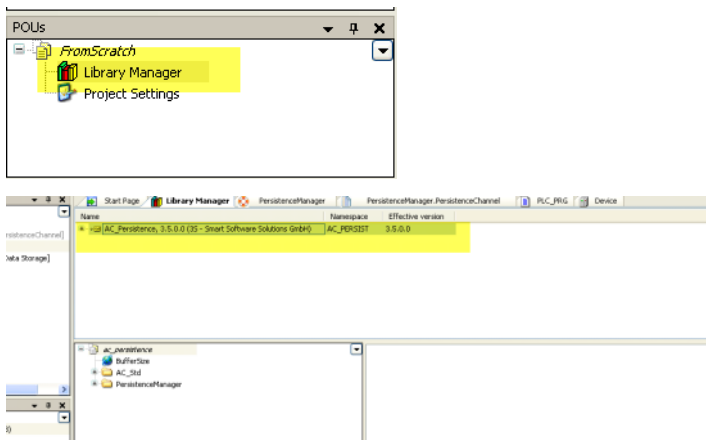 POUs
FromScratch
Library Manager
Project Settings
Start Page Library Manager PersistenceManager PersistenceManager.PersistenceChannel PLC_PRG Device
Name Namespace Effective version
rsistenceChannel]
AC_Persistence, 3.5.0.0 (3S - Smart Software Solutions GmbH) AC_PERSIST 3.5.0.0
Data Storage]
ac_persistence
BufferSize
AC_Std
PersistenceManager